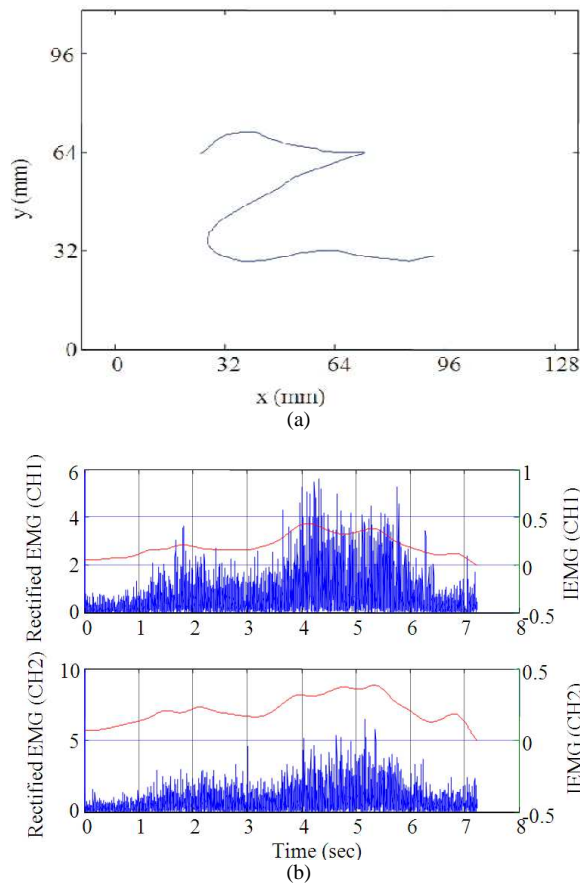 96
64
32
0
y (mm)
0 32 64 96 128
x (mm)
(a)
Rectified EMG (CH1)
6
4
2
0
1
0.5
0
-0.5
IEMG (CH1)
0 1 2 3 4 5 6 7 8
Rectified EMG (CH2)
10
5
0
0.5
0
-0.5
IEMG (CH2)
0 1 2 3 4 5 6 7 8
Time (sec)
(b)